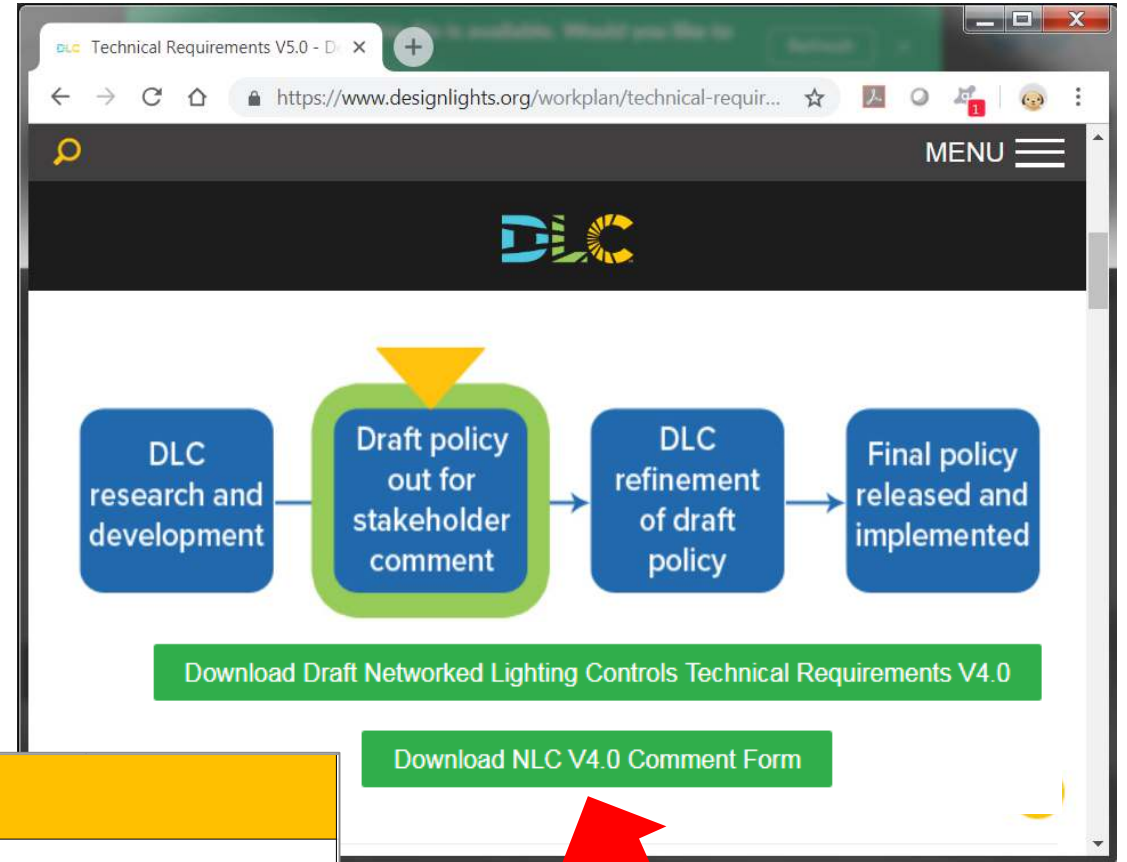 DLC Technical Requirements V5.0 - D
https://www.designlights.org/workplan/technical-requir...
1
MENU
DLC
DLC
research and
development
Draft policy
out for
stakeholder
comment
DLC
refinement
of draft
policy
Final policy
released and
implemented
Download Draft Networked Lighting Controls Technical Requirements V4.0
Download NLC V4.0 Comment Form